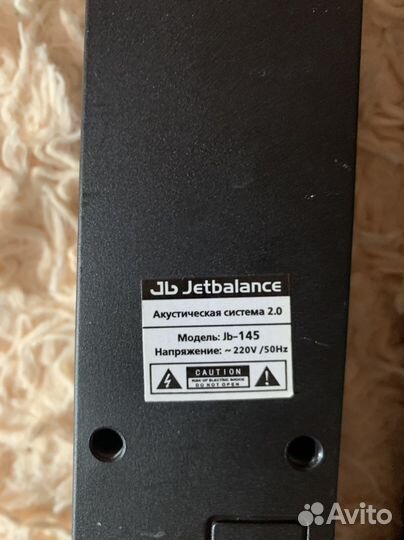 Jb Jetbalance
Акустическая система 2.0
Модель: Jb-145
Напряжение: ~ 220V /50Hz
CAUTION
RISK OF ELECTRIC SHOCK
DO NOT OPEN
Avito